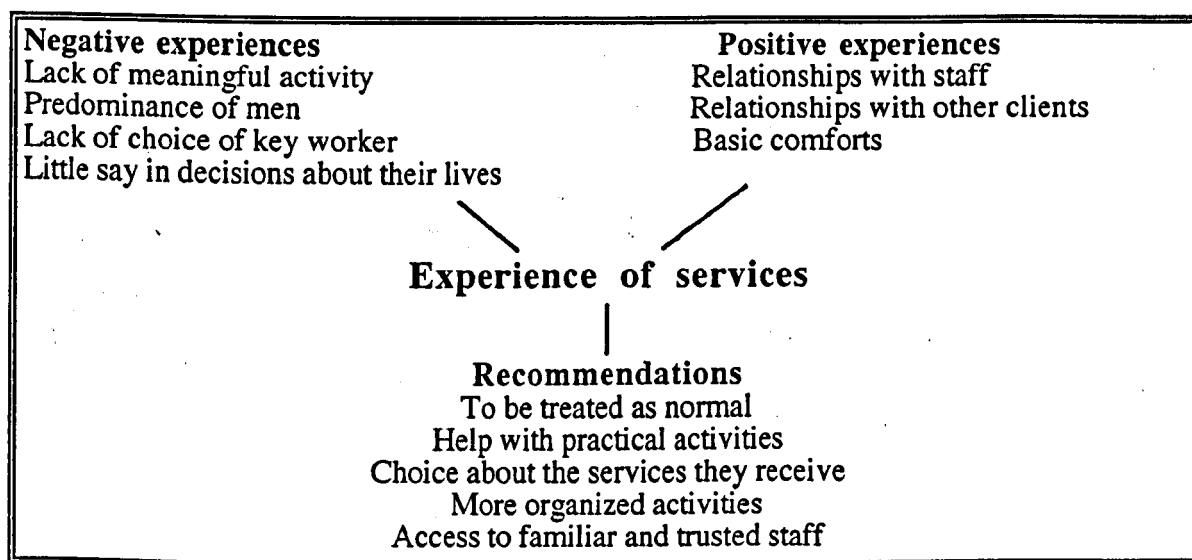 Negative experiences
Lack of meaningful activity
Predominance of men
Lack of choice of key worker
Little say in decisions about their lives
Positive experiences
Relationships with staff
Relationships with other clients
Basic comforts
Experience of services
Recommendations
To be treated as normal
Help with practical activities
Choice about the services they receive
More organized activities
Access to familiar and trusted staff